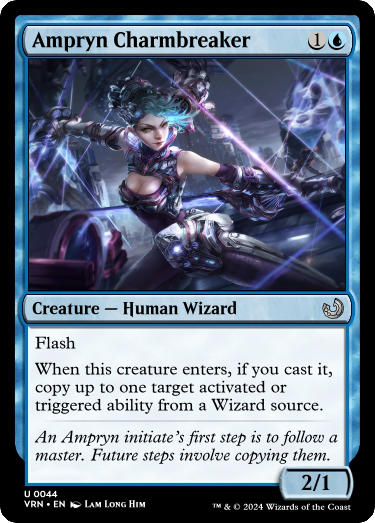 Ampryn Charmbreaker 1
Creature — Human Wizard
Flash
When this creature enters, if you cast it,
copy up to one target activated or
triggered ability from a Wizard source.
An Ampryn initiate's first step is to follow a
master. Future steps involve copying them.
2/1
U 0044
VRN • EN Lam Long Him
™ & © 2024 Wizards of the Coast